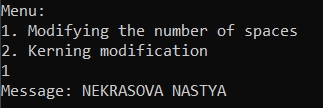 Menu:
1. Modifying the number of spaces
2. Kerning modification
1
Message: NEKRASOVA NASTYA